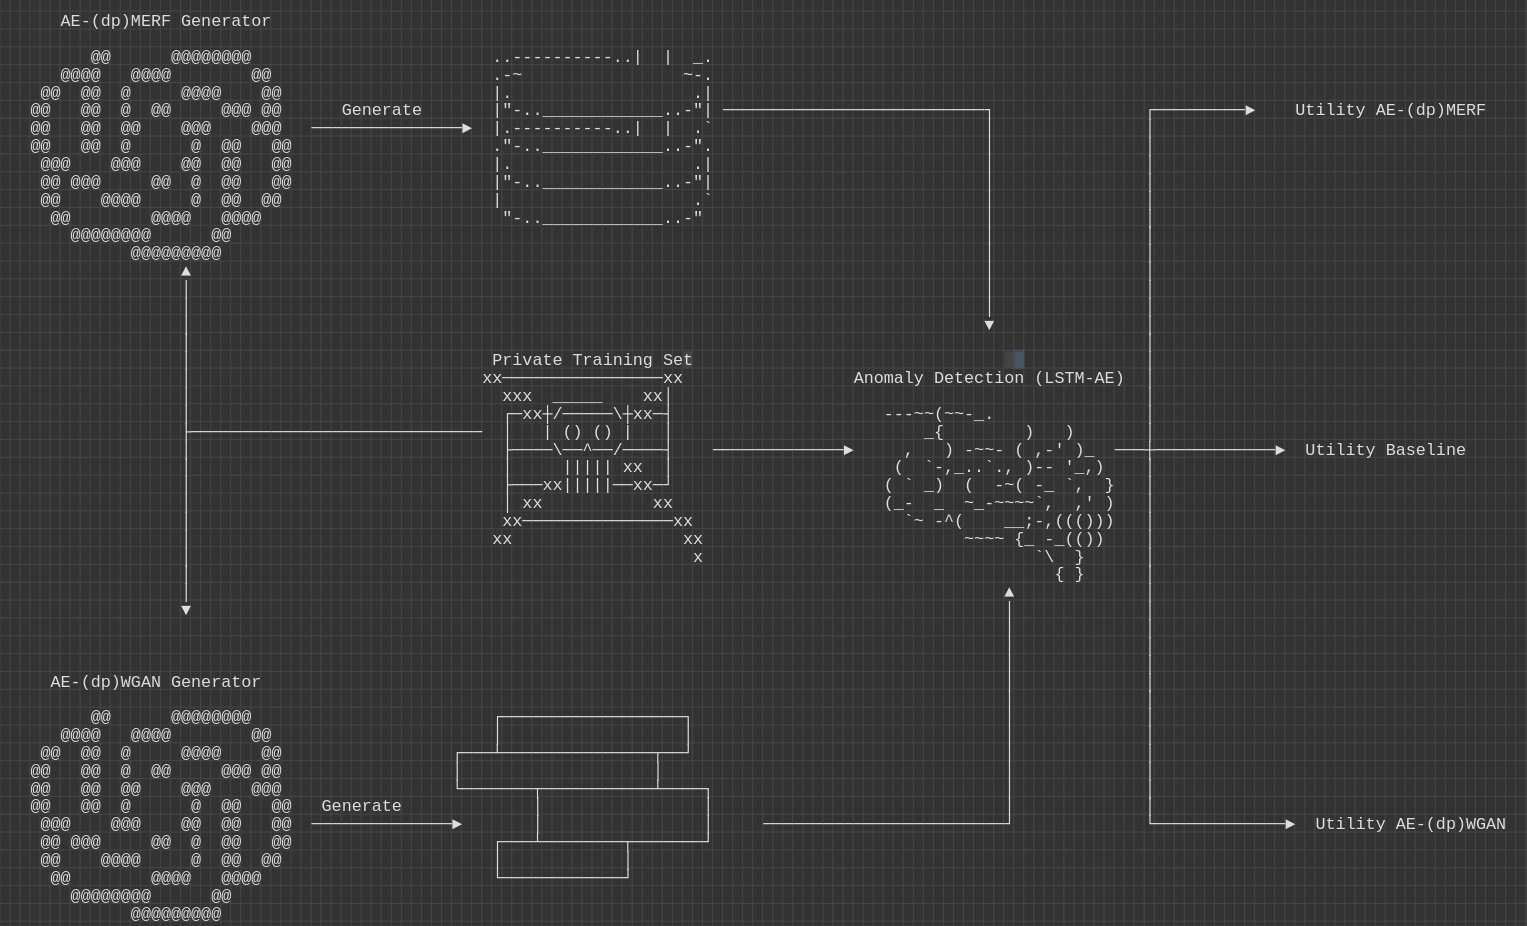 AE-(dp)MERF Generator
Generate
Utility AE-(dp)MERF
Private Training Set
Anomaly Detection (LSTM-AE)
Utility Baseline
AE-(dp)WGAN Generator
Generate
Utility AE-(dp)WGAN